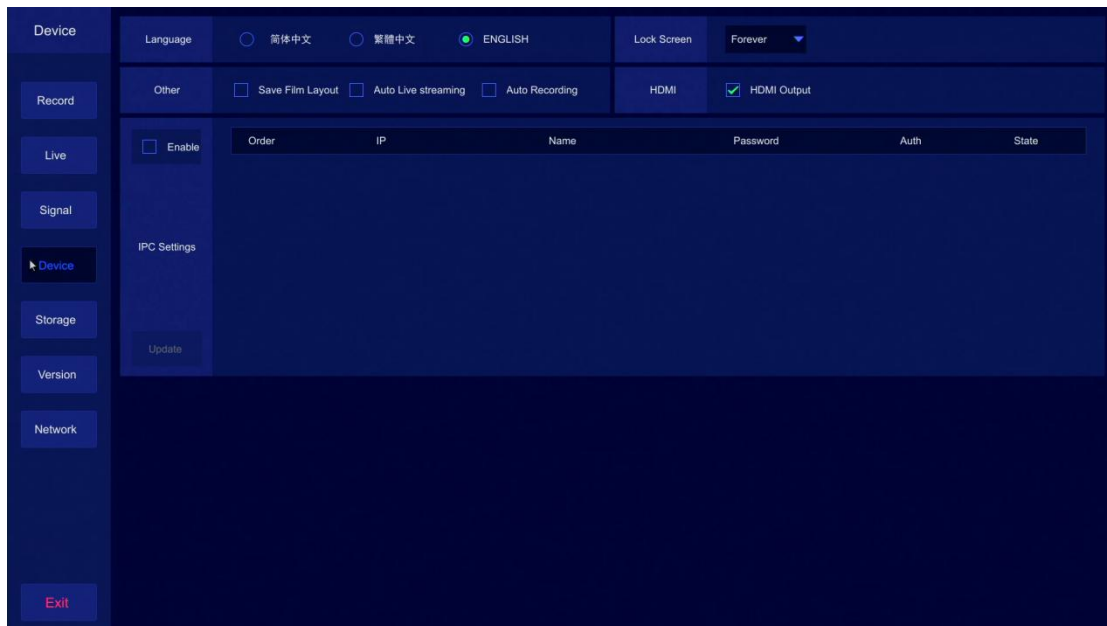 Device
Language 简体中文 繁體中文 ENGLISH Lock Screen Forever
Record
Other Save Film Layout Auto Live streaming Auto Recording HDMI HDMI Output
Live
Enable Order IP Name Password Auth State
Signal
IPC Settings
Device
Storage
Update
Version
Network
Exit